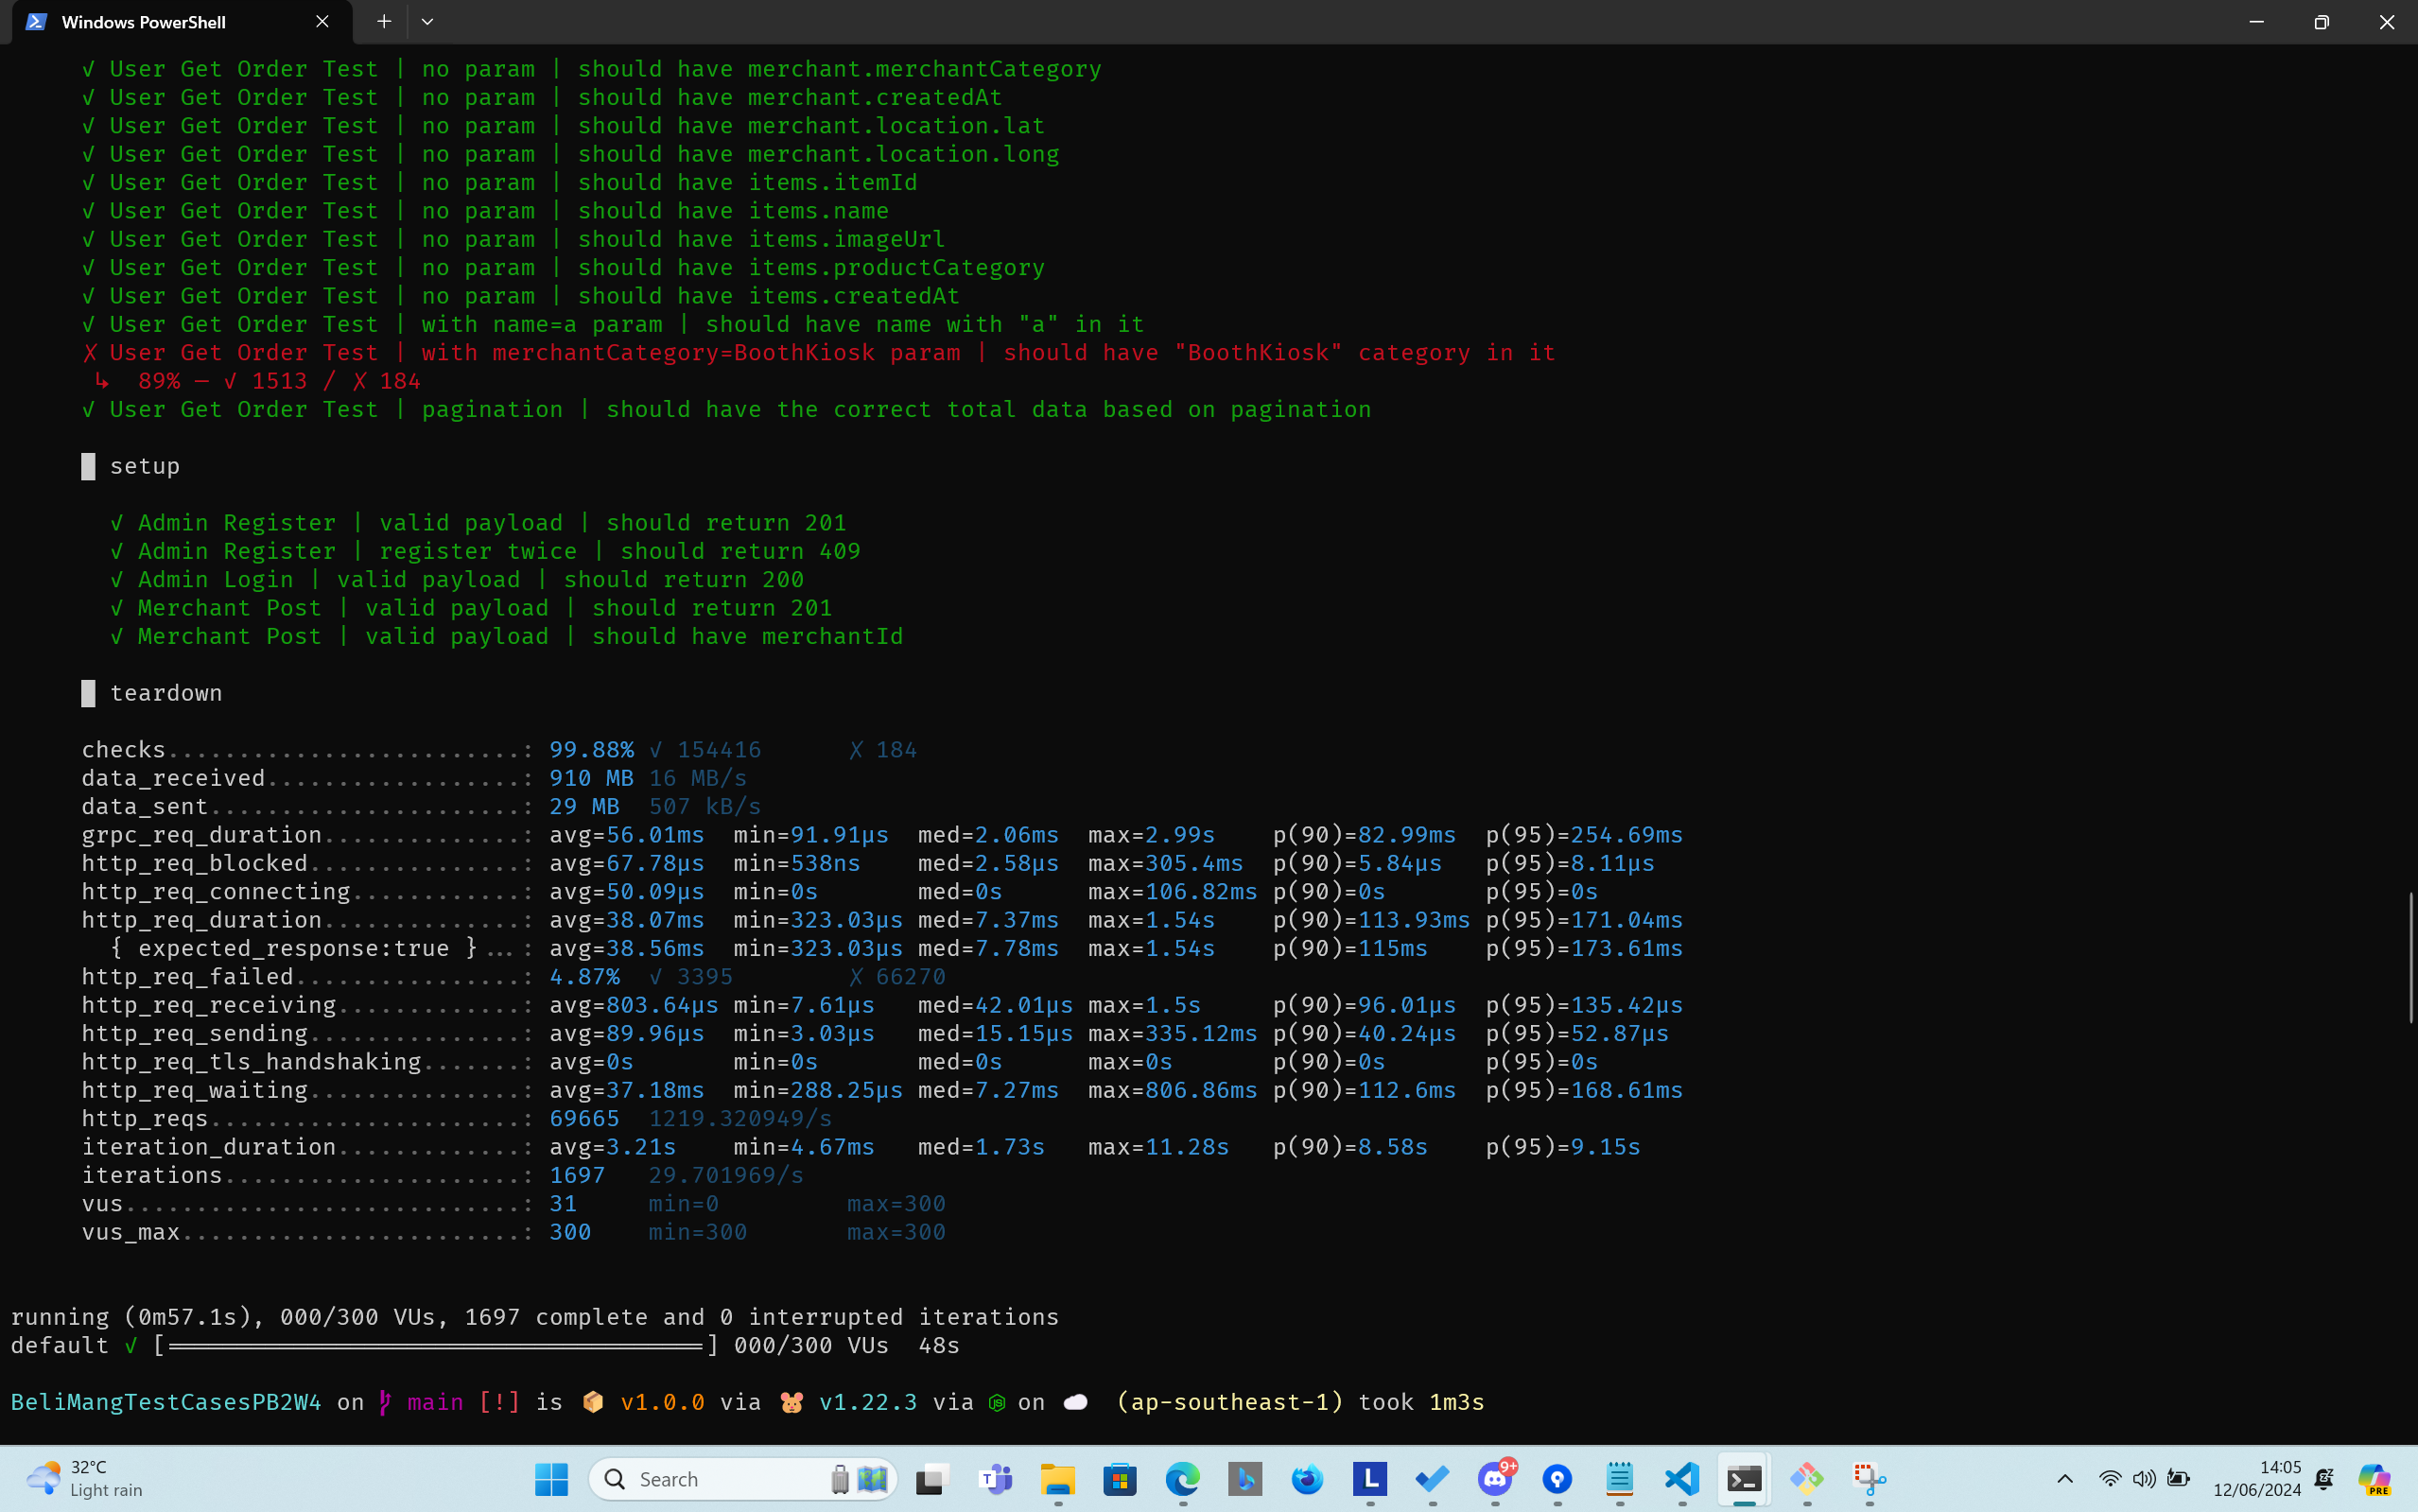 Windows PowerShell
√ User Get Order Test | no param | should have merchant.merchantCategory
√ User Get Order Test | no param | should have merchant.createdAt
√ User Get Order Test | no param | should have merchant.location.lat
√ User Get Order Test | no param | should have merchant.location.long
√ User Get Order Test | no param | should have items.itemId
√ User Get Order Test | no param | should have items.name
√ User Get Order Test | no param | should have items.imageUrl
√ User Get Order Test | no param | should have items.productCategory
√ User Get Order Test | no param | should have items.createdAt
√ User Get Order Test | with name=a param | should have name with "a" in it
✗ User Get Order Test | with merchantCategory=BoothKiosk param | should have "BoothKiosk" category in it
↳ 89% — √ 1513 / ✗ 184
√ User Get Order Test | pagination | should have the correct total data based on pagination
█ setup
√ Admin Register | valid payload | should return 201
√ Admin Register | register twice | should return 409
√ Admin Login | valid payload | should return 200
√ Merchant Post | valid payload | should return 201
√ Merchant Post | valid payload | should have merchantId
█ teardown
checks.........................: 99.88% √ 154416 ✗ 184
data_received..................: 910 MB 16 MB/s
data_sent......................: 29 MB 507 kB/s
grpc_req_duration..............: avg=56.01ms min=91.91µs med=2.06ms max=2.99s p(90)=82.99ms p(95)=254.69ms
http_req_blocked...............: avg=67.78µs min=538ns med=2.58µs max=305.4ms p(90)=5.84µs p(95)=8.11µs
http_req_connecting............: avg=50.09µs min=0s med=0s max=106.82ms p(90)=0s p(95)=0s
http_req_duration..............: avg=38.07ms min=323.03µs med=7.37ms max=1.54s p(90)=113.93ms p(95)=171.04ms
{ expected_response:true }...: avg=38.56ms min=323.03µs med=7.78ms max=1.54s p(90)=115ms p(95)=173.61ms
http_req_failed................: 4.87% √ 3395 ✗ 66270
http_req_receiving.............: avg=803.64µs min=7.61µs med=42.01µs max=1.5s p(90)=96.01µs p(95)=135.42µs
http_req_sending...............: avg=89.96µs min=3.03µs med=15.15µs max=335.12ms p(90)=40.24µs p(95)=52.87µs
http_req_tls_handshaking.......: avg=0s min=0s med=0s max=0s p(90)=0s p(95)=0s
http_req_waiting...............: avg=37.18ms min=288.25µs med=7.27ms max=806.86ms p(90)=112.6ms p(95)=168.61ms
http_reqs......................: 69665 1219.320949/s
iteration_duration.............: avg=3.21s min=4.67ms med=1.73s max=11.28s p(90)=8.58s p(95)=9.15s
iterations.....................: 1697 29.701969/s
vus............................: 31 min=0 max=300
vus_max........................: 300 min=300 max=300
running (0m57.1s), 000/300 VUs, 1697 complete and 0 interrupted iterations
default √ [======================================] 000/300 VUs 48s
BeliMangTestCasesPB2W4 on main [!] is 📦 v1.0.0 via 🐹 v1.22.3 via on ☁️ (ap-southeast-1) took 1m3s
32°C
Light rain
Search
9+
14:05
12/06/2024
PRE